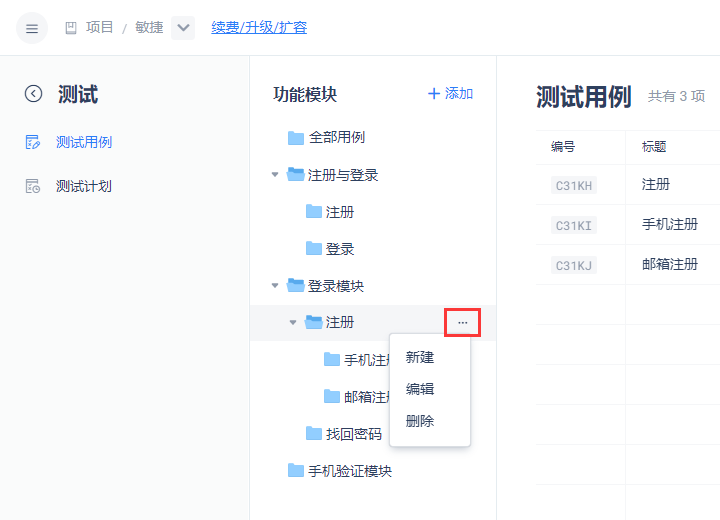 项目 / 敏捷 续费/升级/扩容
测试
测试用例
测试计划
功能模块 + 添加
全部用例
注册与登录
注册
登录
登录模块
注册 ...
手机注
邮箱注
找回密码
手机验证模块
新建
编辑
删除
测试用例 共有 3 项
编号 标题
C31KH 注册
C31KI 手机注册
C31KJ 邮箱注册